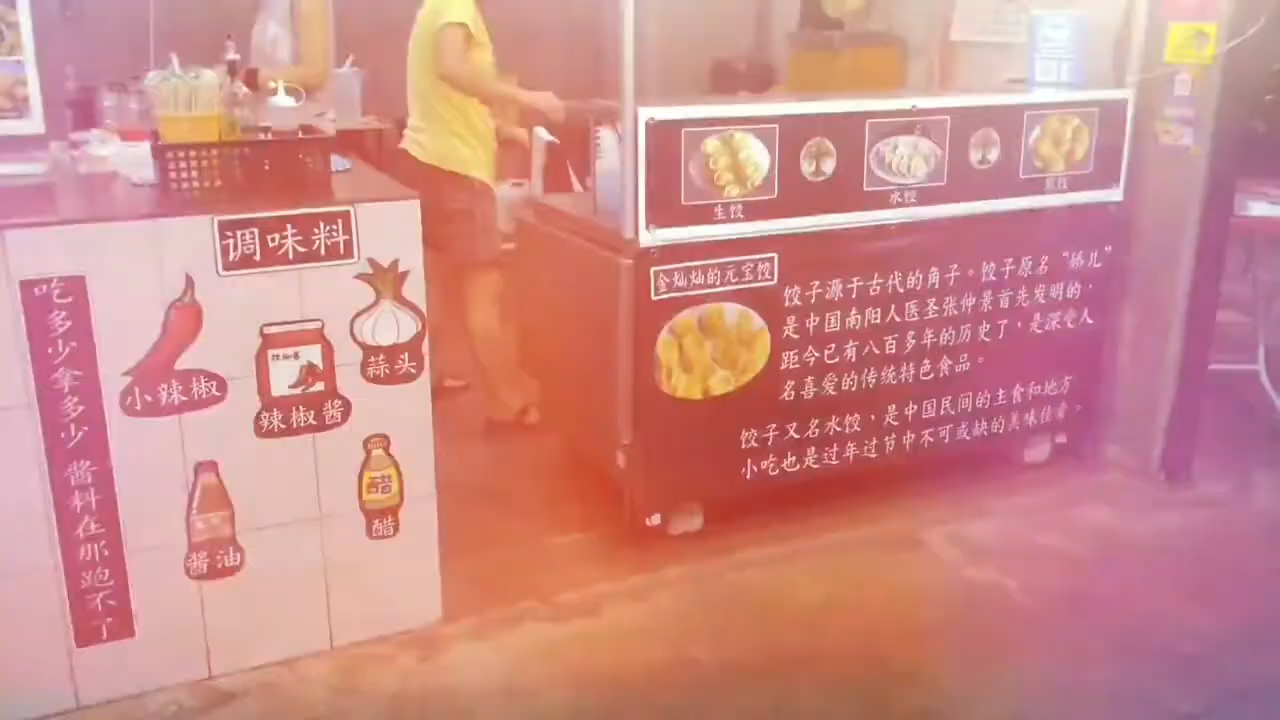 调味料
吃多少拿多少 酱料在那跑不了
小辣椒
辣椒酱
蒜头
酱油
醋
醋
生饺
水饺
金灿灿的元宝饺
饺子源于古代的角子。饺子原名“娇儿”
是中国南阳人医圣张仲景首先发明的,
距今已有八百多年的历史了,是深受人
名喜爱的传统特色食品。
饺子又名水饺、是中国民间的主食和地方
小吃也是过年过节中不可或缺的美味佳肴。